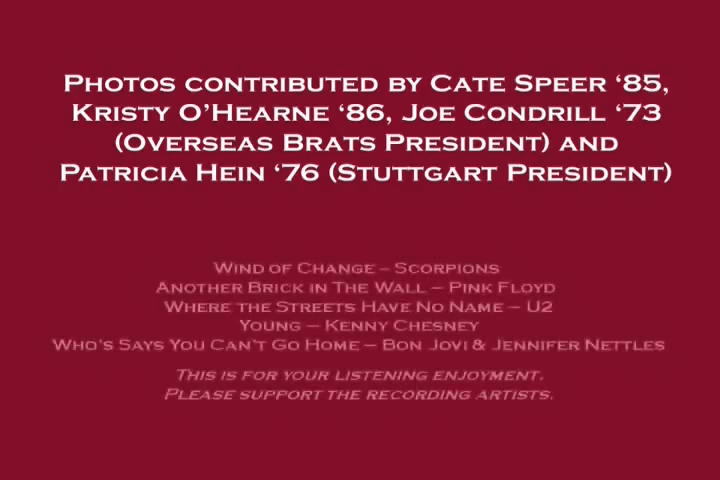 Photos contributed by Cate Speer ‘85,
Kristy O’Hearne ‘86, Joe Condrill ‘73
(Overseas Brats President) and
Patricia Hein ‘76 (Stuttgart President)
Wind of Change – Scorpions
Another Brick in The Wall – Pink Floyd
Where the Streets Have No Name – U2
Young – Kenny Chesney
Who’s Says You Can’t Go Home – Bon Jovi & Jennifer Nettles
This is for your listening enjoyment.
Please support the recording artists.